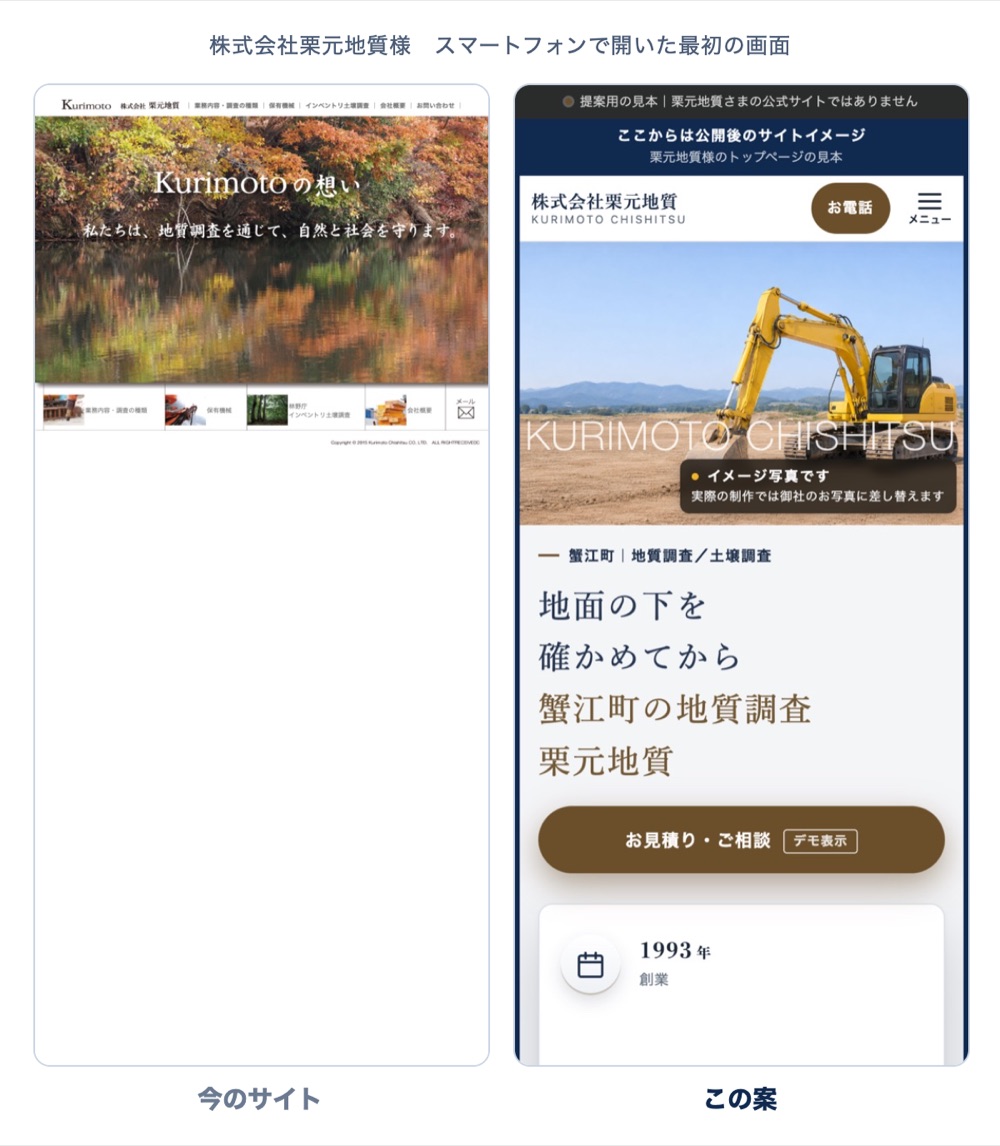 株式会社栗元地質様　スマートフォンで開いた最初の画面
Kurimoto 株式会社 栗元地質 | 業務内容・調査の種類 | 保有機械 | インベントリ土壌調査 | 会社概要 | お問い合わせ |
Kurimotoの想い
私たちは、地質調査を通じて、自然と社会を守ります。
業務内容・調査の種類
保有機械
林野庁
インベントリ土壌調査
会社概要
メール
Copyright © 2010 Kurimoto Chishitsu CO.,LTD. ALL RIGHT
今のサイト
提案用の見本｜栗元地質さまの公式サイトではありません
ここからは公開後のサイトイメージ
栗元地質様のトップページの見本
株式会社栗元地質
KURIMOTO CHISHITSU
お電話
メニュー
KURIMOTO CHISHITSU
イメージ写真です
実際の制作では御社のお写真に差し替えます
蟹江町｜地質調査／土壌調査
地面の下を
確かめてから
蟹江町の地質調査
栗元地質
お見積り・ご相談 デモ表示
1993年
創業
この案